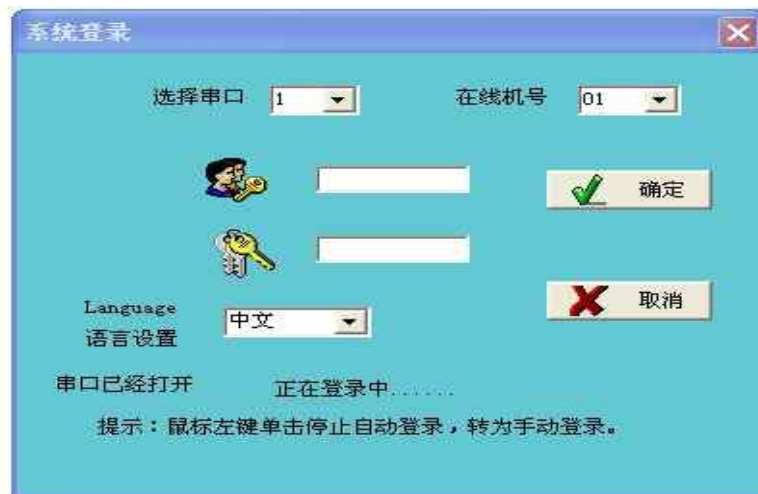 系统登录
选择串口 1 在线机号 01
确定
Language
语言设置 中文
取消
串口已经打开 正在登录中......
提示：鼠标左键单击停止自动登录，转为手动登录。